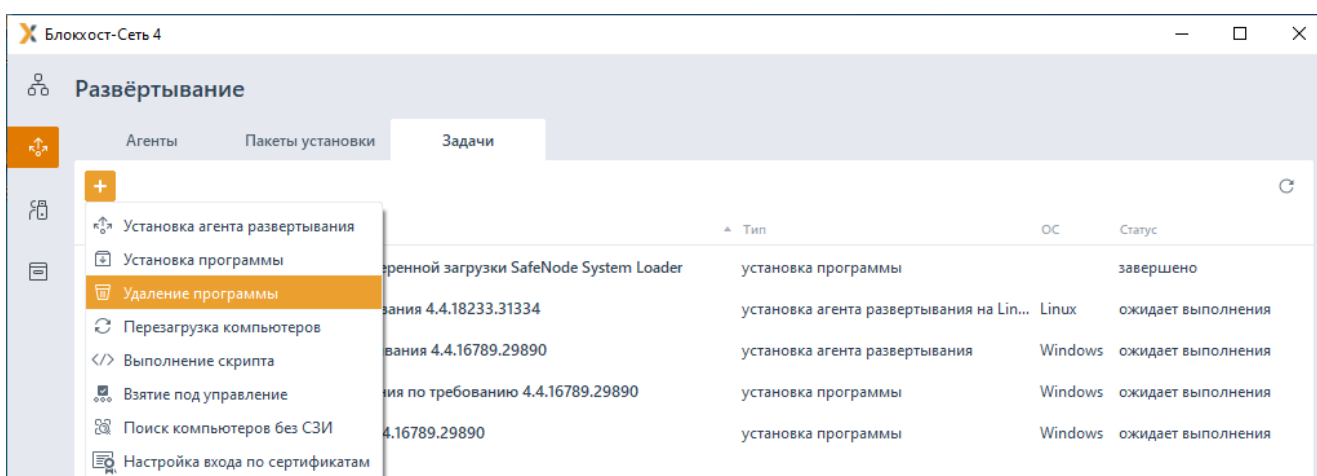 Блокхост-Сеть 4
Развёртывание
Агенты Пакеты установки Задачи
Установка агента развертывания
Тип ОС Статус
Установка программы
еренной загрузки SafeNode System Loader установка программы завершено
Удаление программы
вания 4.4.18233.31334 установка агента развертывания на Lin... Linux ожидает выполнения
Перезагрузка компьютеров
вания 4.4.16789.29890 установка агента развертывания Windows ожидает выполнения
Выполнение скрипта
Взятие под управление
ния по требованию 4.4.16789.29890 установка программы Windows ожидает выполнения
Поиск компьютеров без СЗИ
4.16789.29890 установка программы Windows ожидает выполнения
Настройка входа по сертификатам